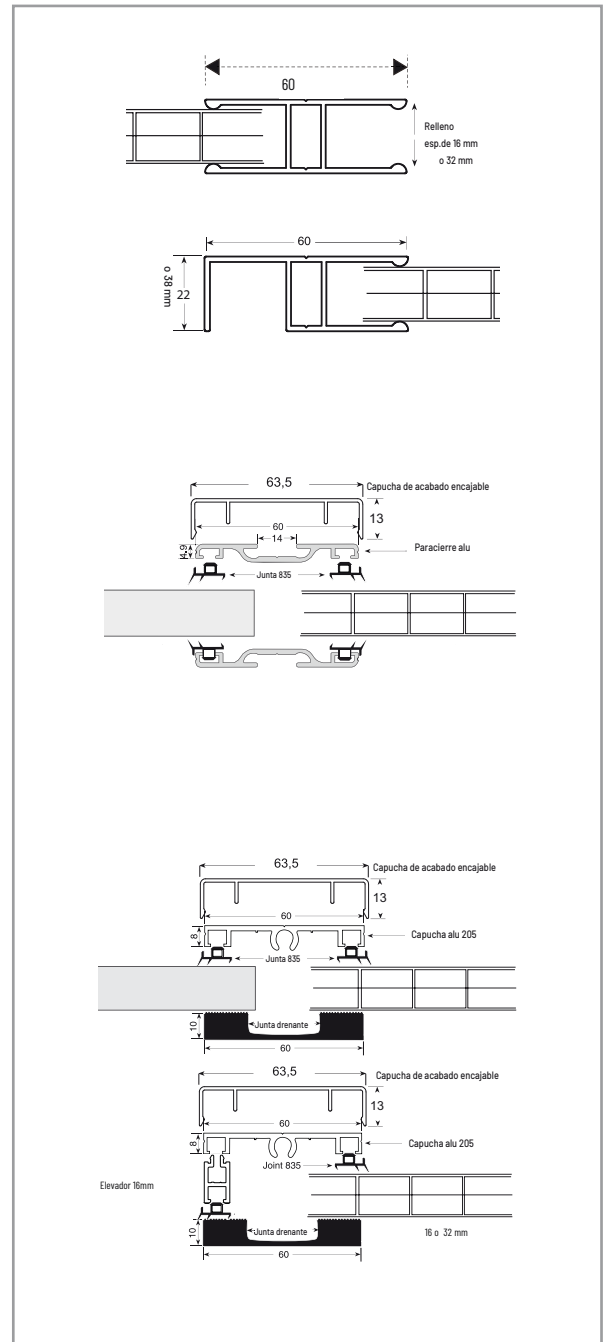 60
Relleno
esp.de 16 mm
o 32 mm
60
22
o 38 mm
63,5
Capucha de acabado encajable
13
60
14
4,9
Paracierre alu
Junta 835
63,5
Capucha de acabado encajable
13
60
8
Capucha alu 205
Junta 835
10
Junta drenante
60
63,5
Capucha de acabado encajable
13
60
8
Capucha alu 205
Joint 835
Elevador 16mm
10
Junta drenante
16 o 32 mm
60